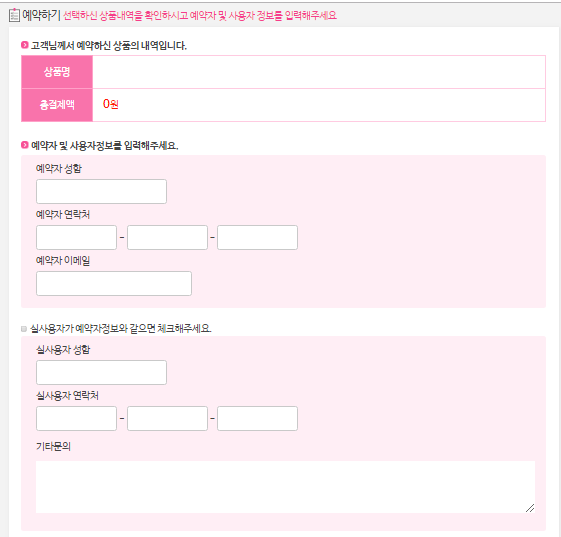 예약하기 선택하신 상품내역을 확인하시고 예약자 및 사용자 정보를 입력해주세요
고객님께서 예약하신 상품의 내역입니다.
상품명
총결제액 0원
예약자 및 사용자정보를 입력해주세요.
예약자 성함
예약자 연락처
- -
예약자 이메일
실사용자가 예약자정보와 같으면 체크해주세요.
실사용자 성함
실사용자 연락처
- -
기타문의